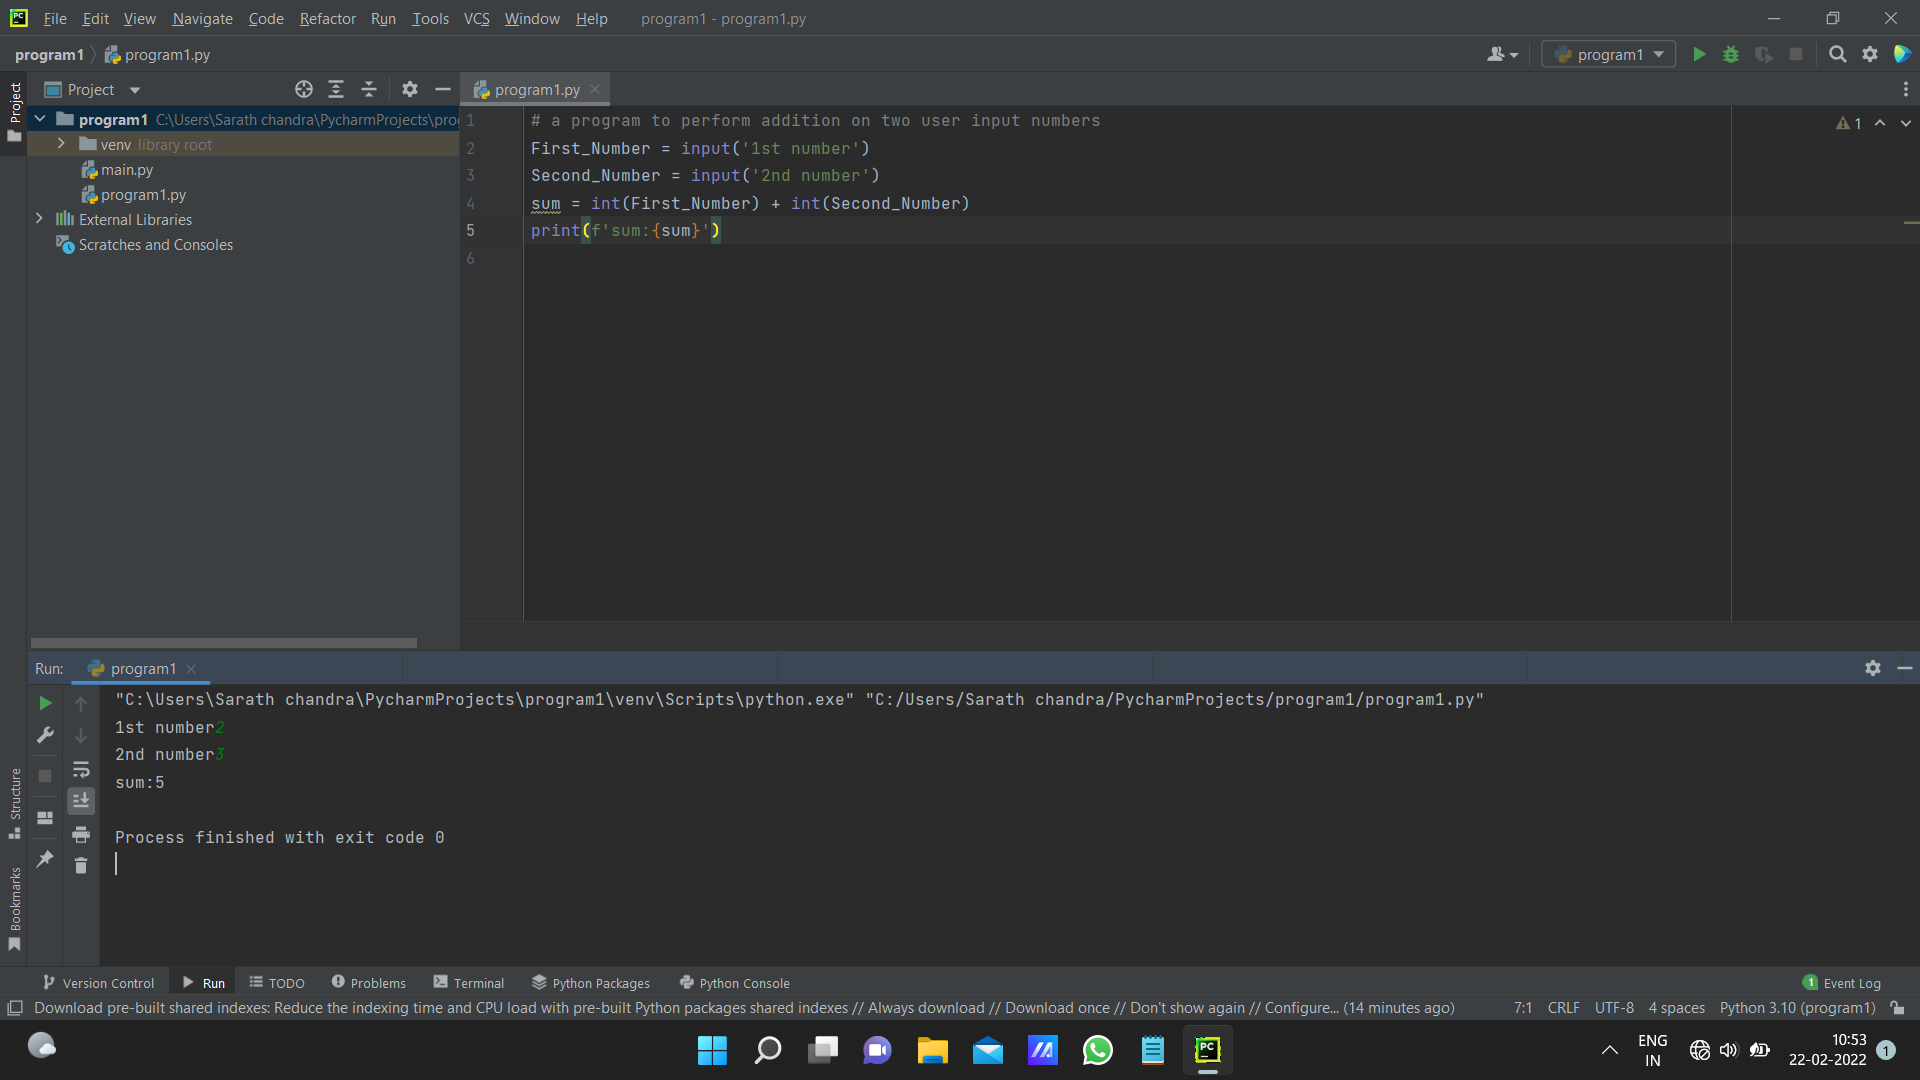 PC File Edit View Navigate Code Refactor Run Tools VCS Window Help program1 - program1.py
program1 program1.py program1
Project Project program1.py
program1 C:\Users\Sarath chandra\PycharmProjects\pro
venv library root
main.py
program1.py
External Libraries
Scratches and Consoles
1 # a program to perform addition on two user input numbers
2 First_Number = input('1st number')
3 Second_Number = input('2nd number')
4 sum = int(First_Number) + int(Second_Number)
5 print(f'sum:{sum}')
6
1
Run: program1
"C:\Users\Sarath chandra\PycharmProjects\program1\venv\Scripts\python.exe" "C:/Users/Sarath chandra/PycharmProjects/program1/program1.py"
1st number2
2nd number3
sum:5
Process finished with exit code 0
Structure
Bookmarks
Version Control Run TODO Problems Terminal Python Packages Python Console 1 Event Log
Download pre-built shared indexes: Reduce the indexing time and CPU load with pre-built Python packages shared indexes // Always download // Download once // Don't show again // Configure... (14 minutes ago) 7:1 CRLF UTF-8 4 spaces Python 3.10 (program1)
PC
ENG 10:53
IN 22-02-2022 1